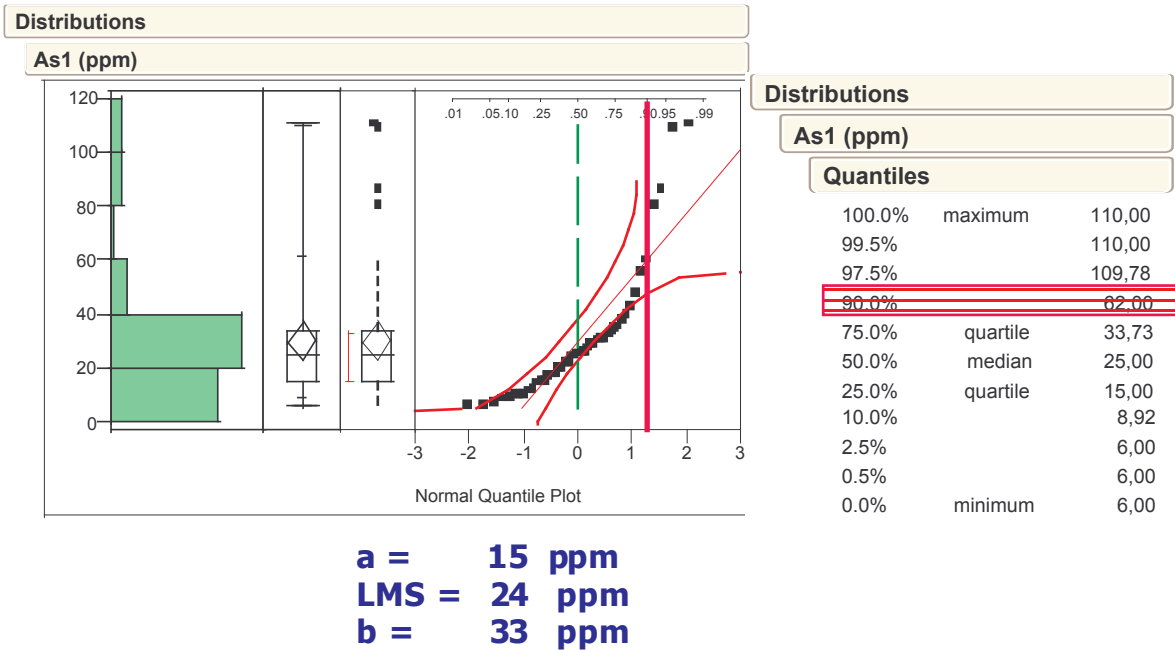 Distributions
As1 (ppm)
120
100
80
60
40
20
0
.01 .05 .10 .25 .50 .75 .90 .95 .99
-3 -2 -1 0 1 2 3
Normal Quantile Plot
Distributions
As1 (ppm)
Quantiles
100.0% maximum 110,00
99.5% 110,00
97.5% 109,78
90.0% 62,00
75.0% quartile 33,73
50.0% median 25,00
25.0% quartile 15,00
10.0% 8,92
2.5% 6,00
0.5% 6,00
0.0% minimum 6,00
a = 15 ppm
LMS = 24 ppm
b = 33 ppm